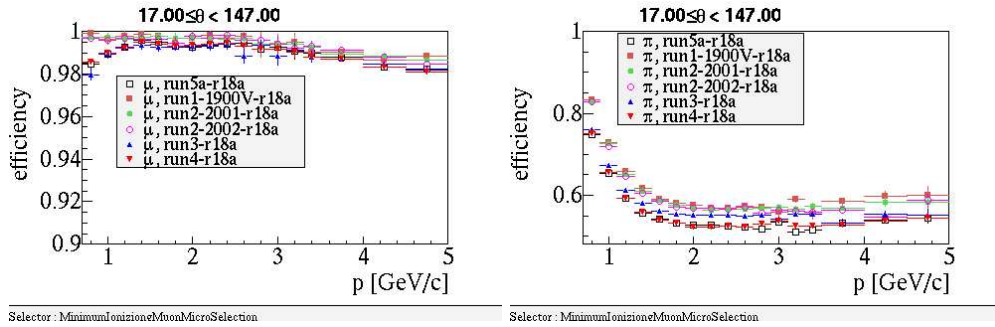 17.00≤θ < 147.00
efficiency
1
0.98
0.96
0.94
0.92
0.9
μ, run5a-r18a
μ, run1-1900V-r18a
μ, run2-2001-r18a
μ, run2-2002-r18a
μ, run3-r18a
μ, run4-r18a
1 2 3 4 5
p [GeV/c]
Selector : MinimumIonizingMuonMicroSelection
17.00≤θ < 147.00
efficiency
1
0.8
0.6
π, run5a-r18a
π, run1-1900V-r18a
π, run2-2001-r18a
π, run2-2002-r18a
π, run3-r18a
π, run4-r18a
1 2 3 4 5
p [GeV/c]
Selector : MinimumIonizingMuonMicroSelection